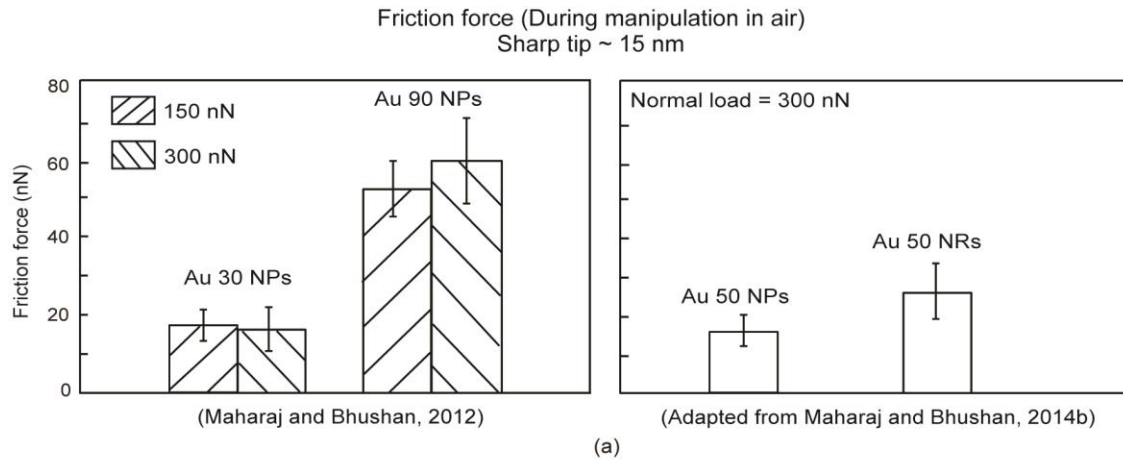 Friction force (During manipulation in air)
Sharp tip ~ 15 nm
Friction force (nN)
80
60
40
20
0
150 nN
300 nN
Au 30 NPs
Au 90 NPs
(Maharaj and Bhushan, 2012)
Normal load = 300 nN
Au 50 NPs
Au 50 NRs
(Adapted from Maharaj and Bhushan, 2014b)
(a)